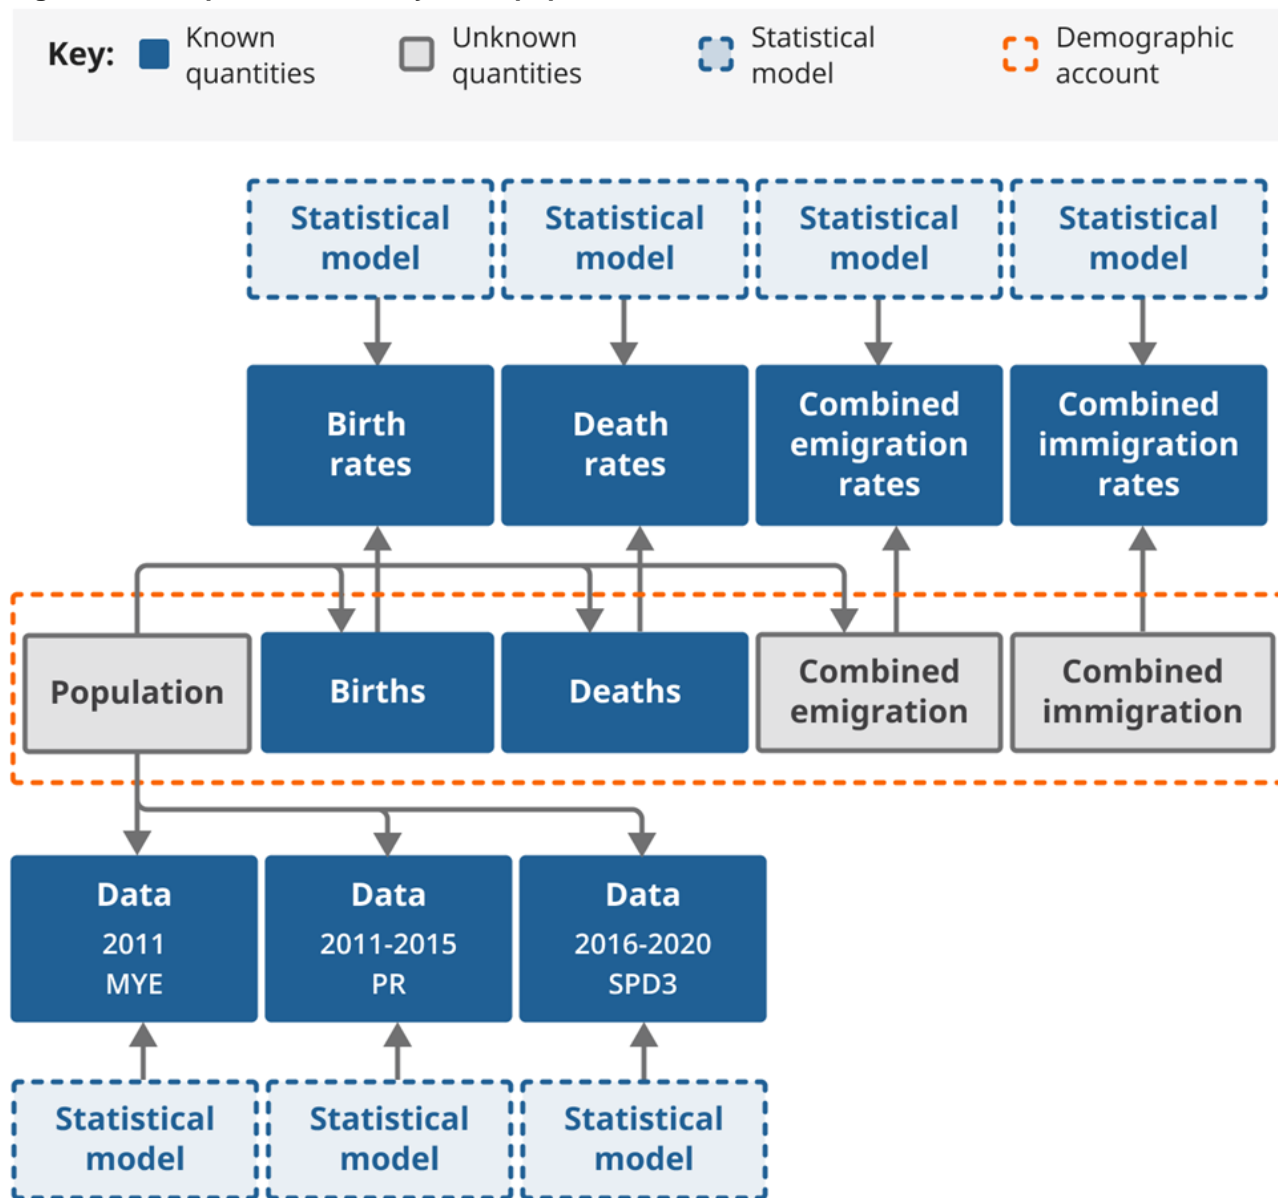 Key:
Known
quantities
Unknown
quantities
Statistical
model
Demographic
account
Statistical
model
Statistical
model
Statistical
model
Statistical
model
Birth
rates
Death
rates
Combined
emigration
rates
Combined
immigration
rates
Population
Births
Deaths
Combined
emigration
Combined
immigration
Data
2011
MYE
Data
2011-2015
PR
Data
2016-2020
SPD3
Statistical
model
Statistical
model
Statistical
model